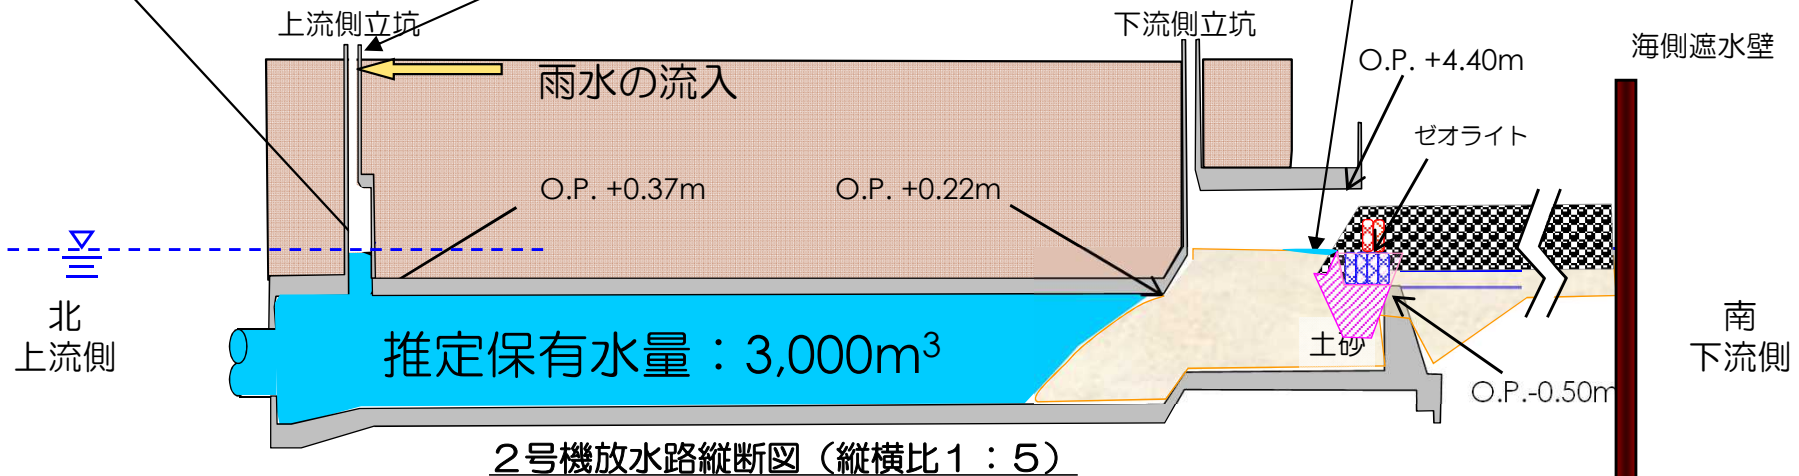 上流側立坑
下流側立坑
海側遮水壁
雨水の流入
O.P. +4.40m
ゼオライト
O.P. +0.37m
O.P. +0.22m
北
上流側
推定保有水量：3,000m³
土砂
南
下流側
O.P.-0.50m
２号機放水路縦断図（縦横比１：５）